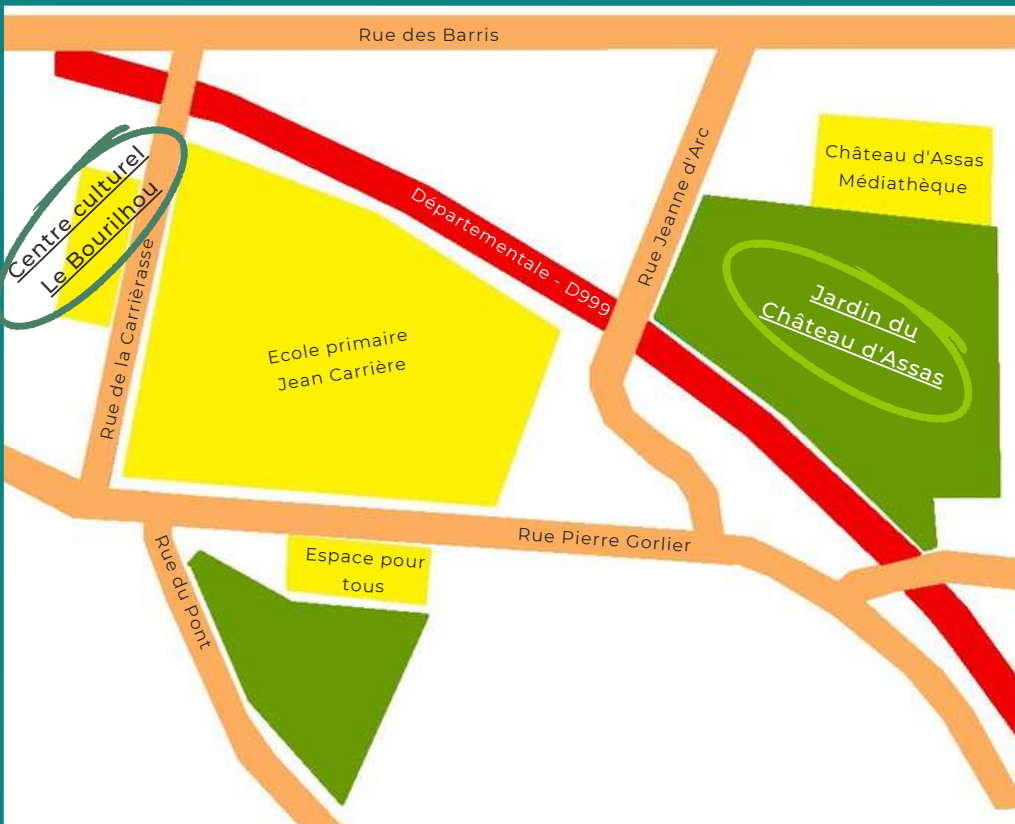 Rue des Barris
Centre culturel
Le Bourilhou
Rue de la Carrièrasse
Départementale - D999
Rue Jeanne d'Arc
Château d'Assas
Médiathèque
Jardin du
Château d'Assas
Ecole primaire
Jean Carrière
Rue Pierre Gorlier
Rue du Pont
Espace pour
tous